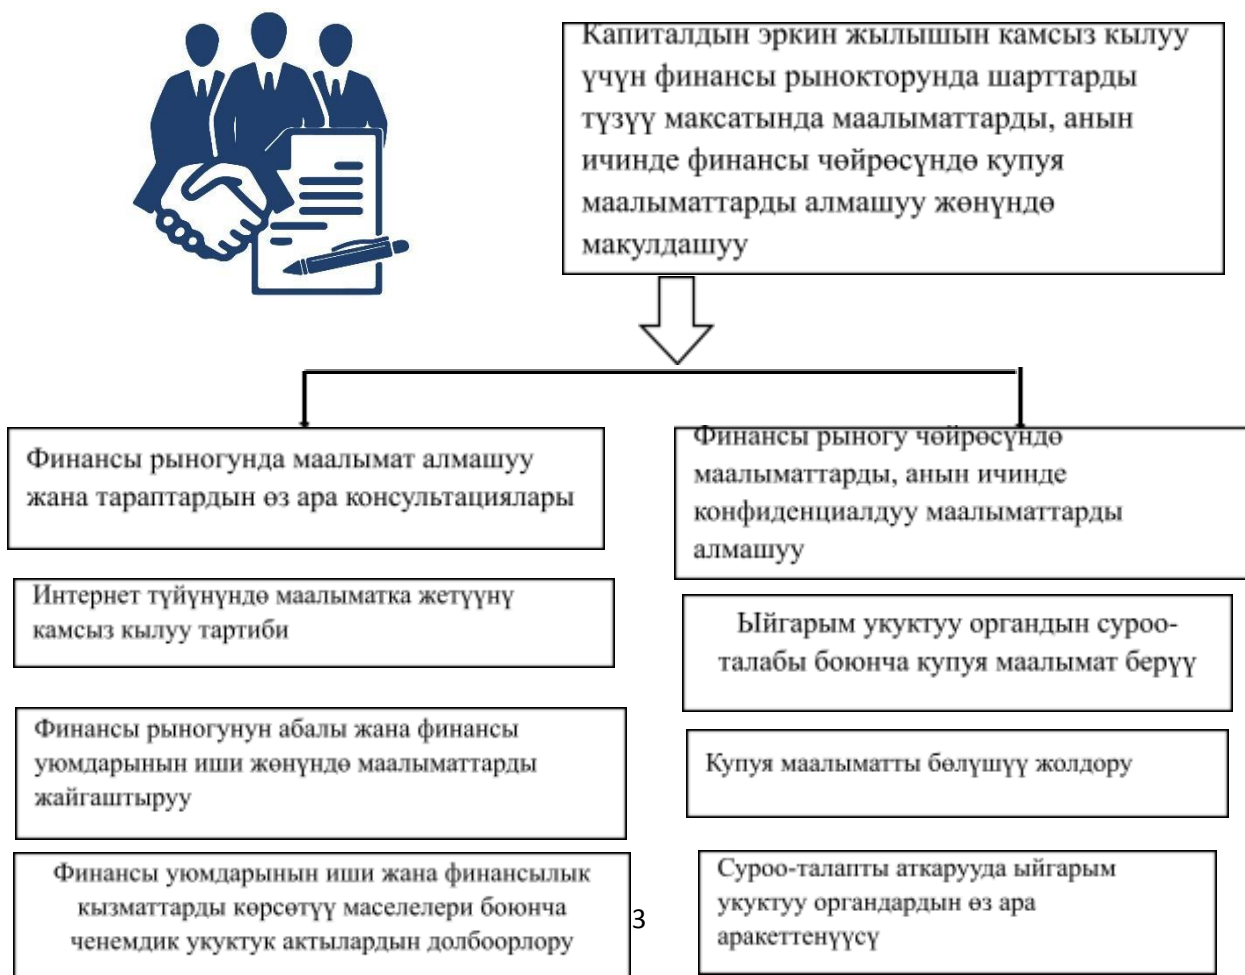 Капиталдын эркин жылышын камсыз кылуу
үчүн финансы рынокторунда шарттарды
түзүү максатында маалыматтарды, анын
ичинде финансы чөйрөсүндө купуя
маалыматтарды алмашуу жөнүндө
макулдашуу
Финансы рыногунда маалымат алмашуу
жана тараптардын өз ара консультациялары
Интернет түйүнүндө маалыматка жетүүнү
камсыз кылуу тартиби
Финансы рыногунун абалы жана финансы
уюмдарынын иши жөнүндө маалыматтарды
жайгаштыруу
Финансы уюмдарынын иши жана финансылык
кызматтарды көрсөтүү маселелери боюнча
ченемдик укуктук актылардын долбоорлору
Финансы рыногу чөйрөсүндө
маалыматтарды, анын ичинде
конфиденциалдуу маалыматтарды
алмашуу
Ыйгарым укуктуу органдын суроо-
талабы боюнча купуя маалымат берүү
Купуя маалыматты бөлүшүү жолдору
Суроо-талапты аткарууда ыйгарым
укуктуу органдардын өз ара
аракеттенүүсү
3